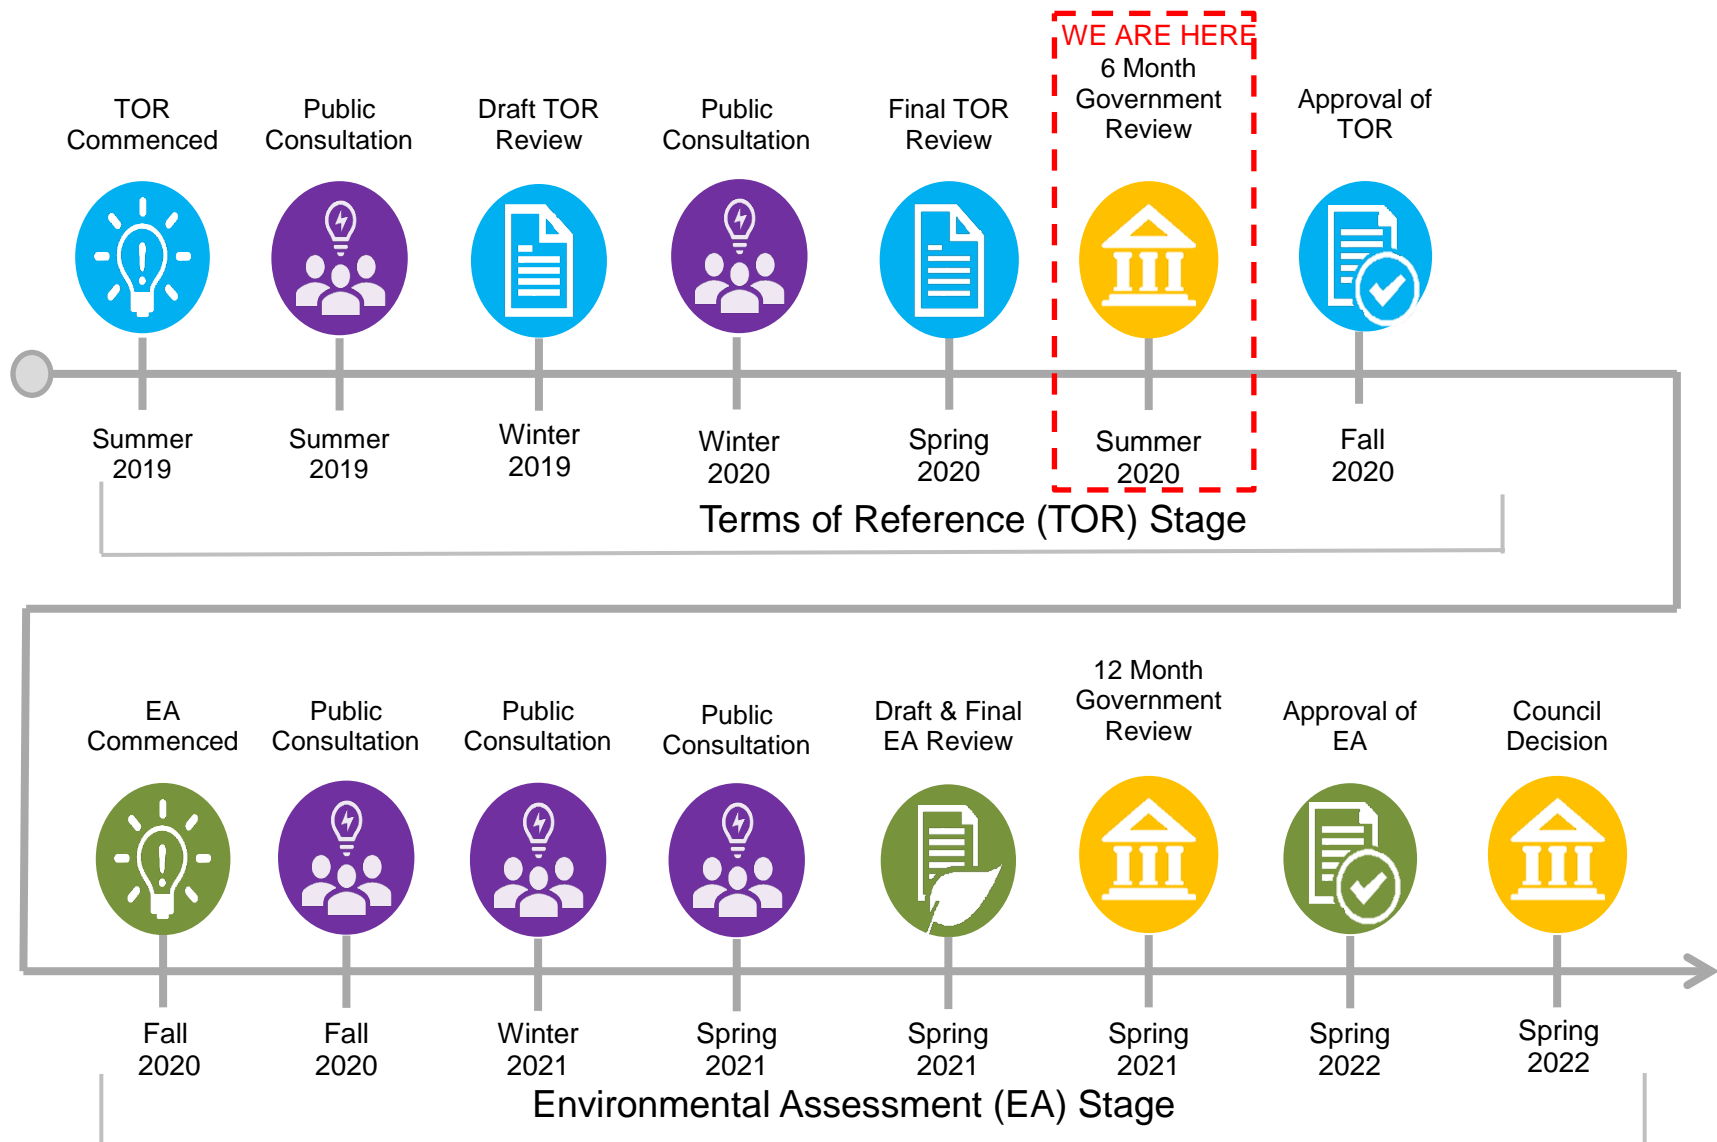 WE ARE HERE
TOR
Commenced
Public
Consultation
Draft TOR
Review
Public
Consultation
Final TOR
Review
6 Month
Government
Review
Approval of
TOR
Summer
2019
Summer
2019
Winter
2019
Winter
2020
Spring
2020
Summer
2020
Fall
2020
Terms of Reference (TOR) Stage
EA
Commenced
Public
Consultation
Public
Consultation
Public
Consultation
Draft & Final
EA Review
12 Month
Government
Review
Approval of
EA
Council
Decision
Fall
2020
Fall
2020
Winter
2021
Spring
2021
Spring
2021
Spring
2021
Spring
2022
Spring
2022
Environmental Assessment (EA) Stage